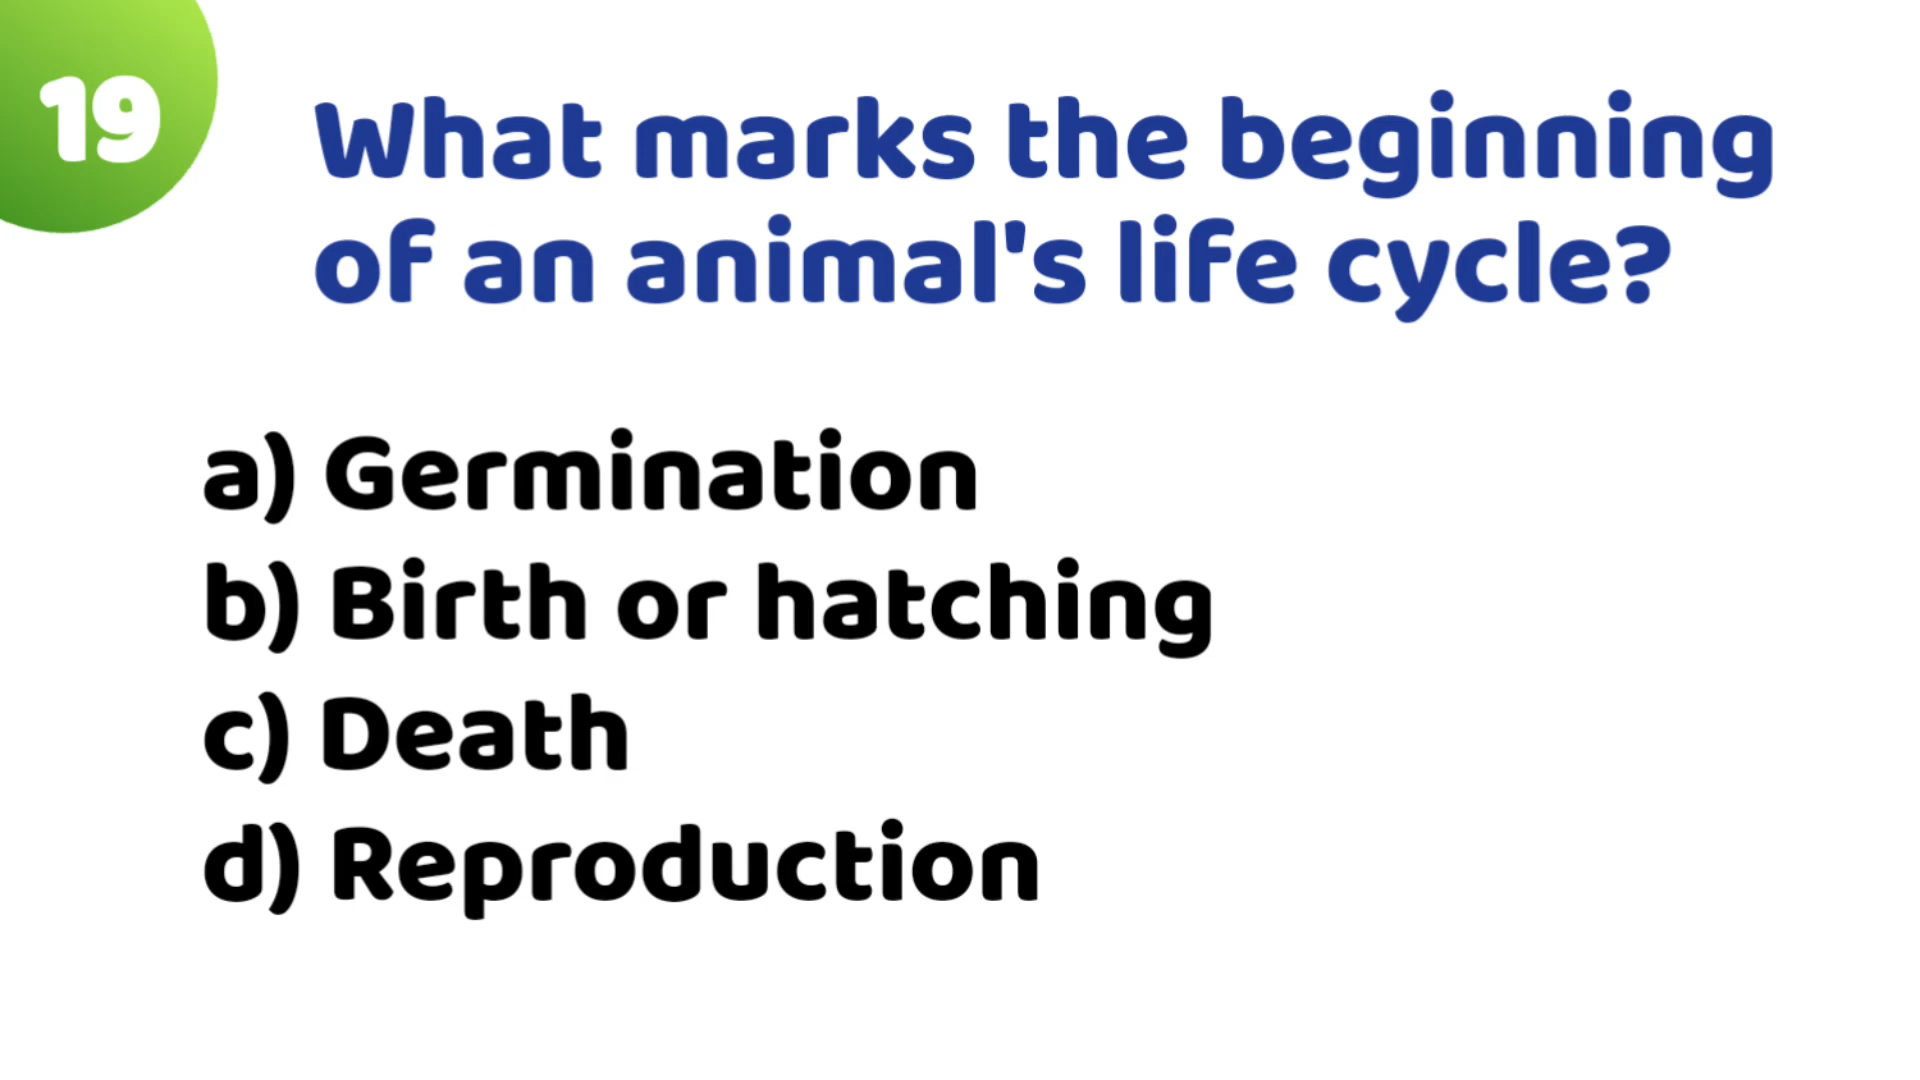 19
What marks the beginning
of an animal's life cycle?
a) Germination
b) Birth or hatching
c) Death
d) Reproduction